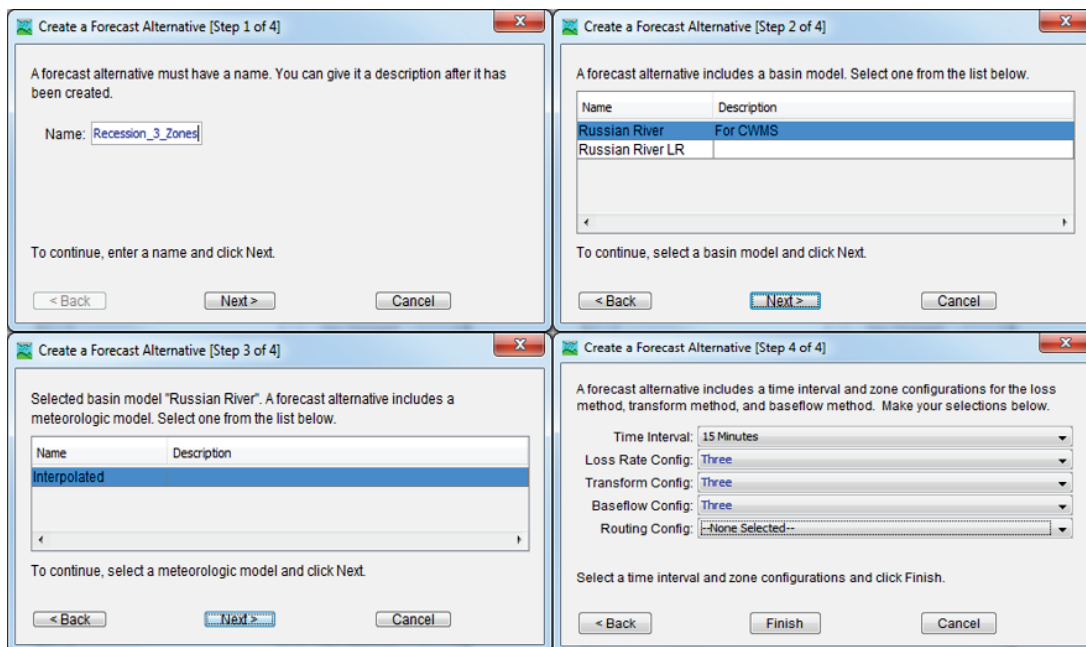 Create a Forecast Alternative [Step 1 of 4]
A forecast alternative must have a name. You can give it a description after it has
been created.
Name: Recession_3_Zones
To continue, enter a name and click Next.
< Back Next > Cancel
Create a Forecast Alternative [Step 2 of 4]
A forecast alternative includes a basin model. Select one from the list below.
Name Description
Russian River For CWMS
Russian River LR
To continue, select a basin model and click Next.
< Back Next > Cancel
Create a Forecast Alternative [Step 3 of 4]
Selected basin model "Russian River". A forecast alternative includes a
meteorologic model. Select one from the list below.
Name Description
Interpolated
To continue, select a meteorologic model and click Next.
< Back Next > Cancel
Create a Forecast Alternative [Step 4 of 4]
A forecast alternative includes a time interval and zone configurations for the loss
method, transform method, and baseflow method. Make your selections below.
Time Interval: 15 Minutes
Loss Rate Config: Three
Transform Config: Three
Baseflow Config: Three
Routing Config: --None Selected--
Select a time interval and zone configurations and click Finish.
< Back Finish Cancel